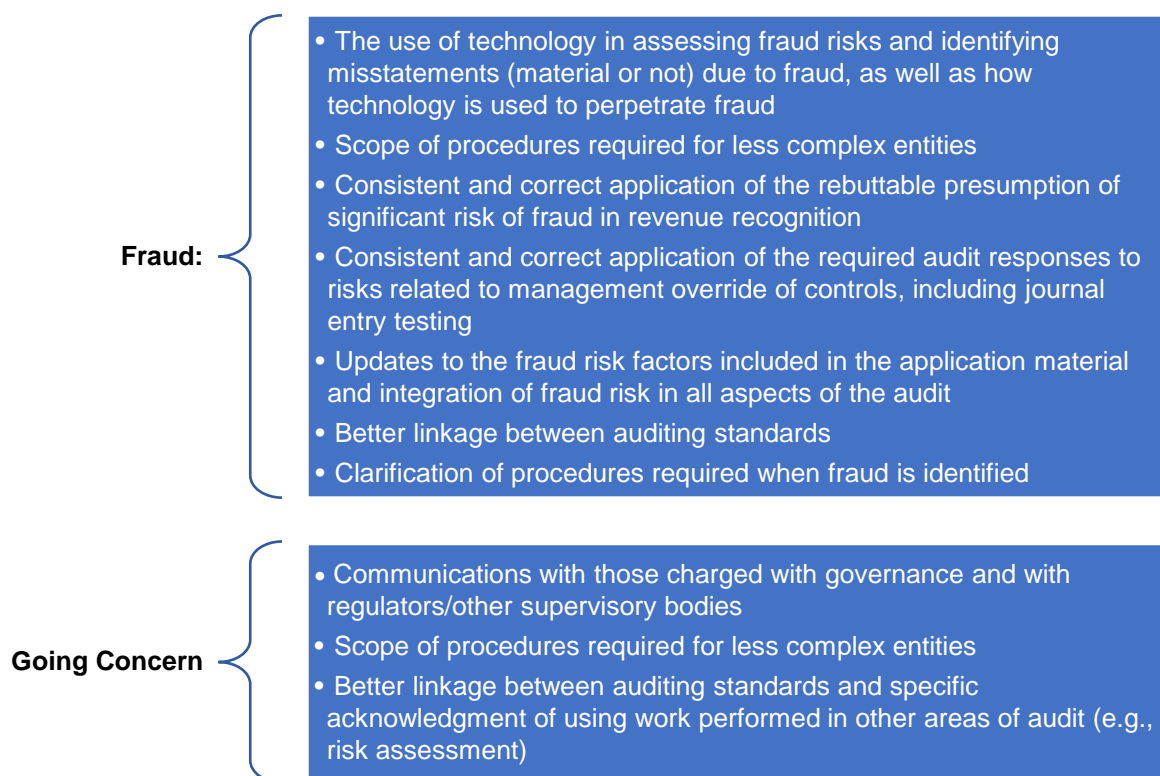 Fraud:
• The use of technology in assessing fraud risks and identifying
misstatements (material or not) due to fraud, as well as how
technology is used to perpetrate fraud
• Scope of procedures required for less complex entities
• Consistent and correct application of the rebuttable presumption of
significant risk of fraud in revenue recognition
• Consistent and correct application of the required audit responses to
risks related to management override of controls, including journal
entry testing
• Updates to the fraud risk factors included in the application material
and integration of fraud risk in all aspects of the audit
• Better linkage between auditing standards
• Clarification of procedures required when fraud is identified
Going Concern
• Communications with those charged with governance and with
regulators/other supervisory bodies
• Scope of procedures required for less complex entities
• Better linkage between auditing standards and specific
acknowledgment of using work performed in other areas of audit (e.g.,
risk assessment)